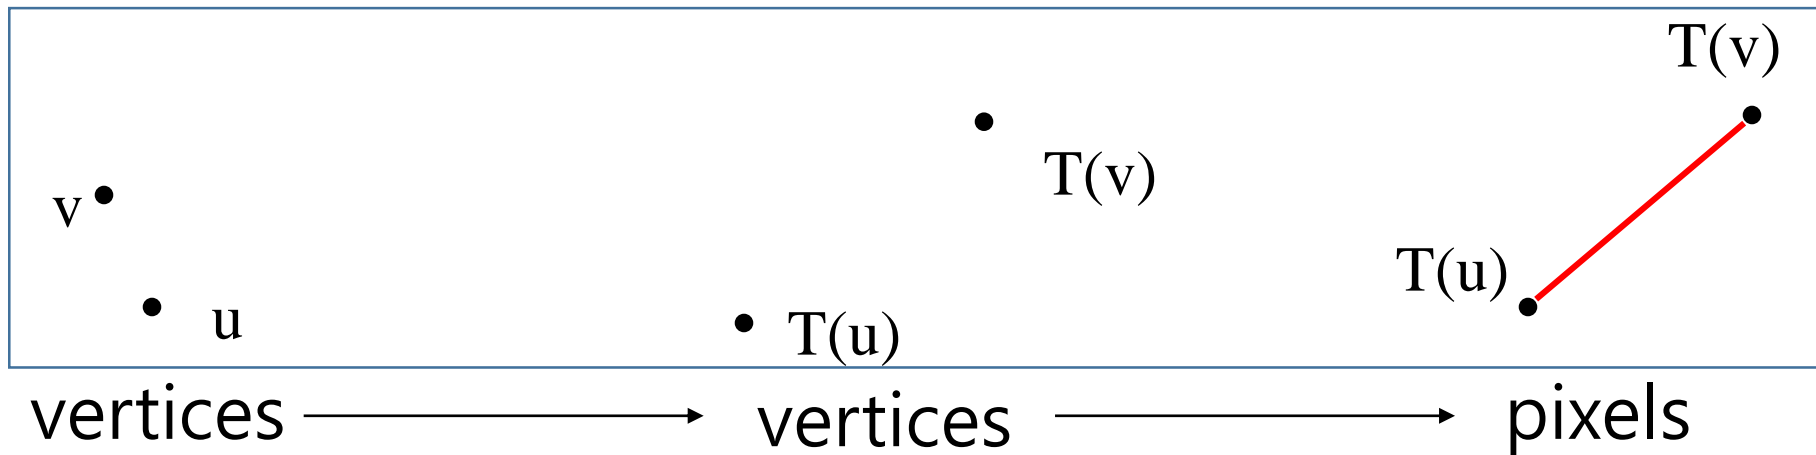 T(v)
T(v)
v
T(u)
u
T(u)
vertices
vertices
pixels